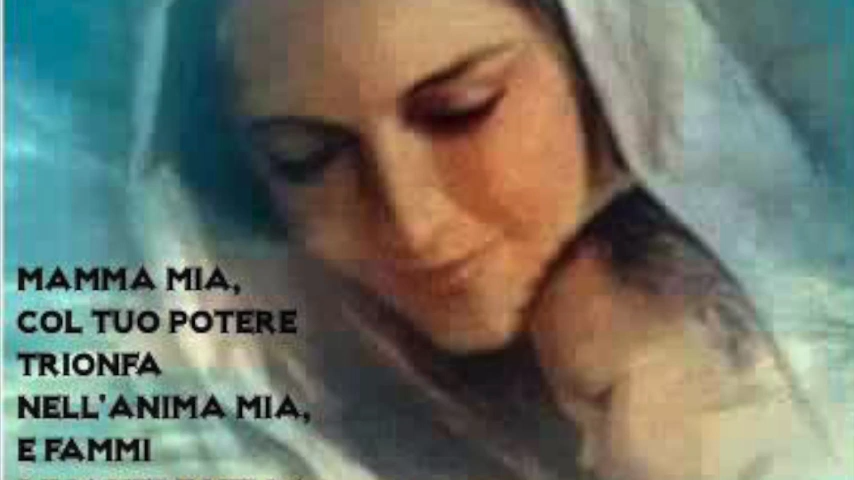 MAMMA MIA,
COL TUO POTERE
TRIONFA
NELL'ANIMA MIA,
E FAMMI